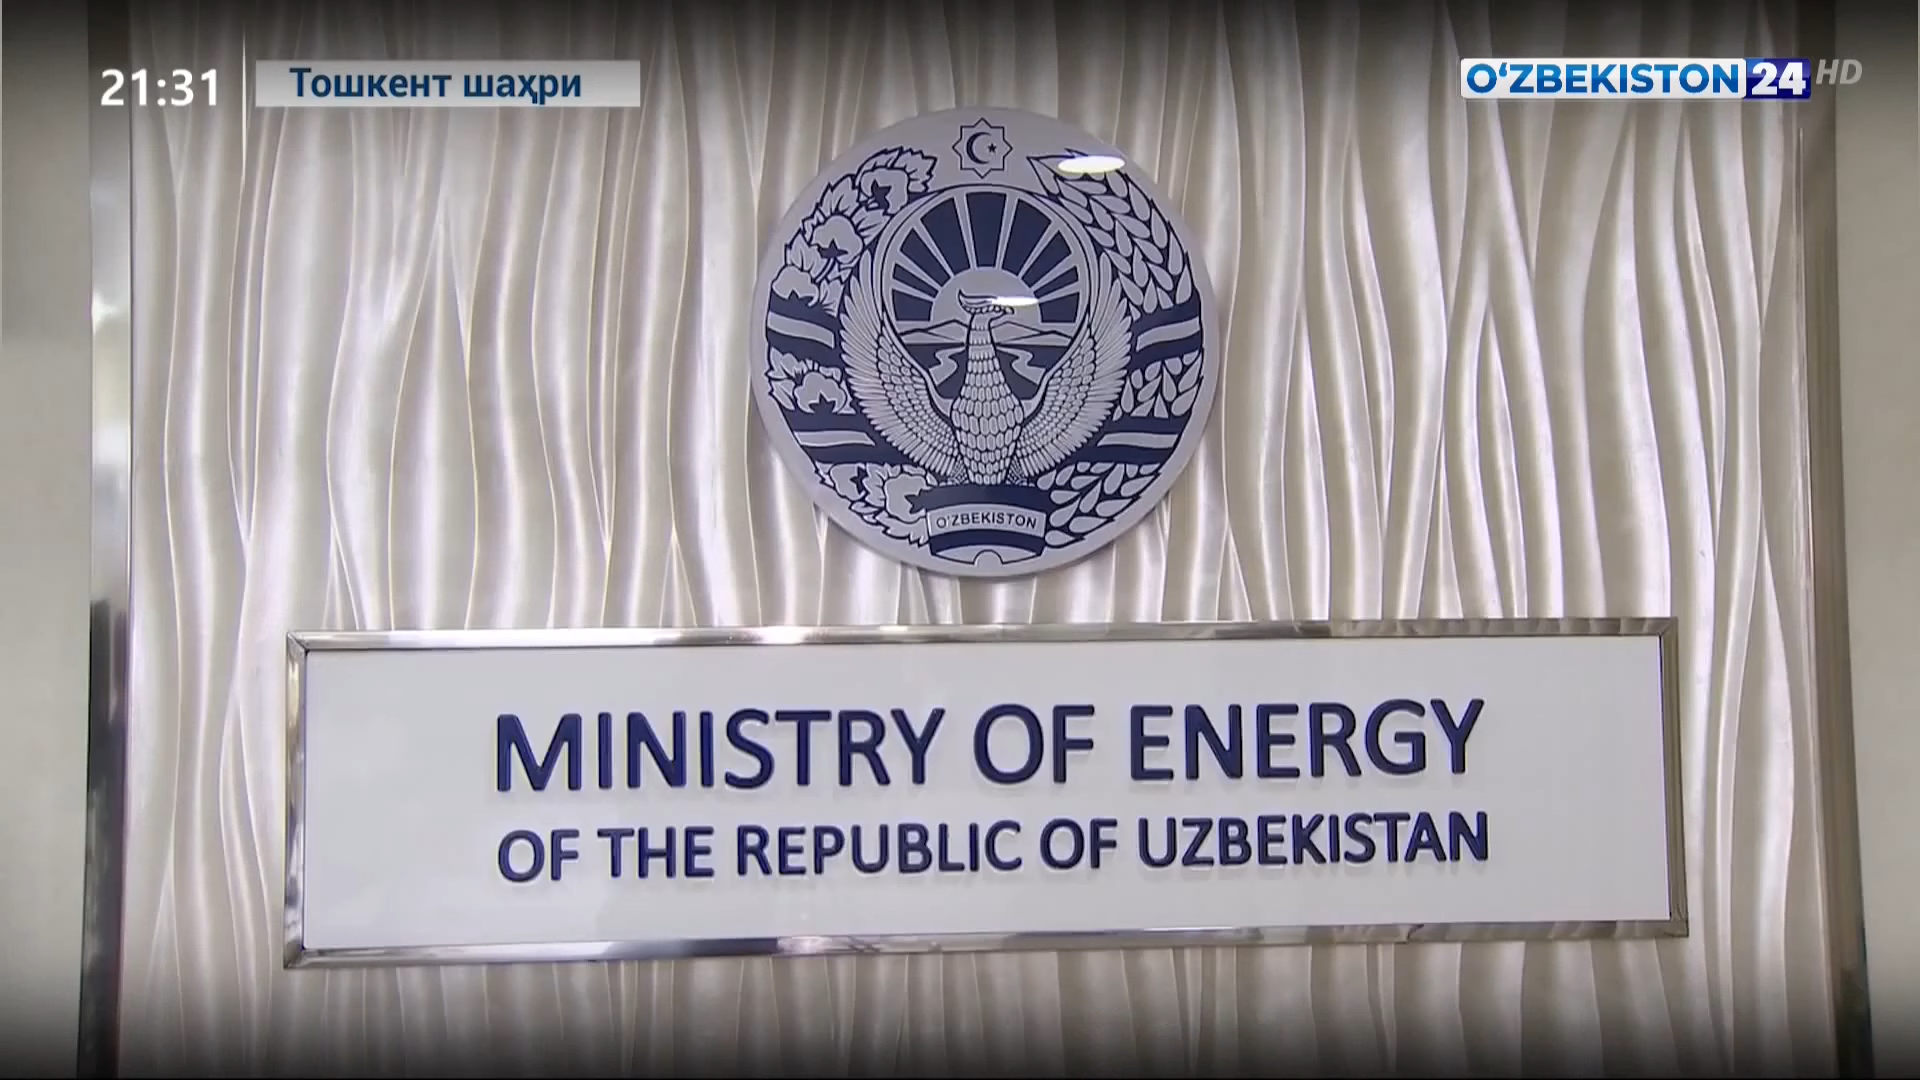 21:31
Тошкент шаҳри
O‘ZBEKISTON 24 HD
O‘ZBEKISTON
MINISTRY OF ENERGY
OF THE REPUBLIC OF UZBEKISTAN